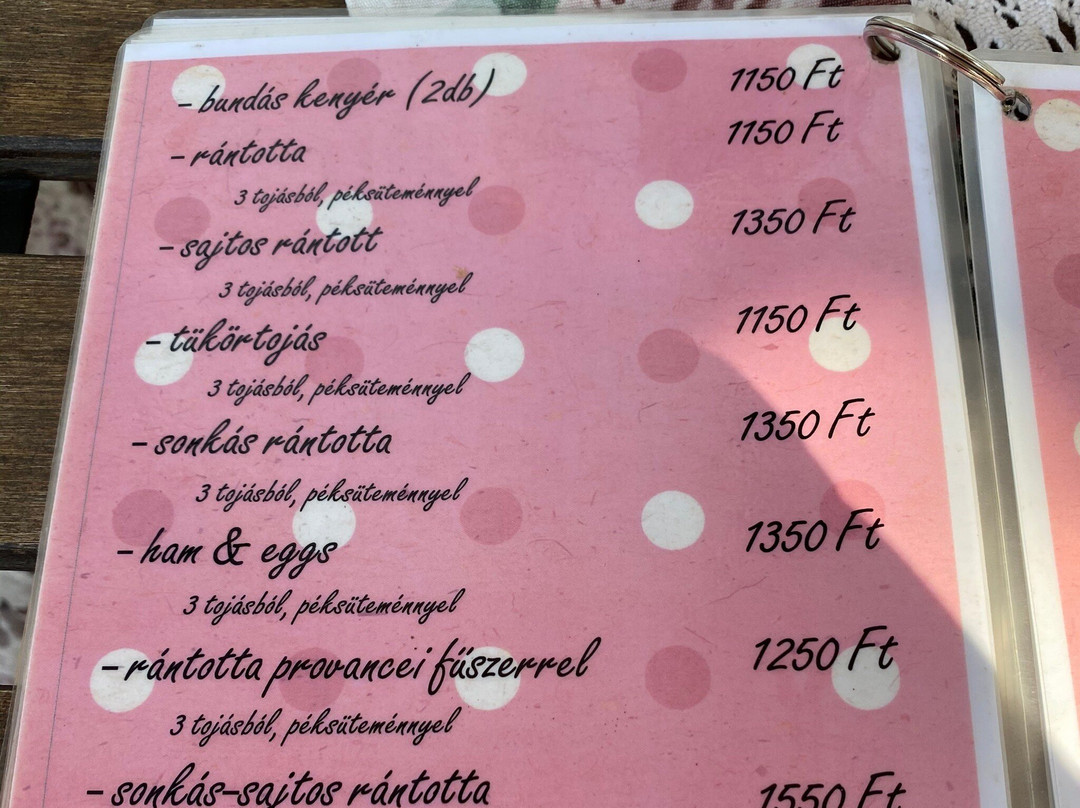 - bundás kenyér (2db) 1150 Ft
- rántotta 1150 Ft
3 tojásból, péksüteménnyel
- sajtos rántott 1350 Ft
3 tojásból, péksüteménnyel
- tükörtojás 1150 Ft
3 tojásból, péksüteménnyel
- sonkás rántotta 1350 Ft
3 tojásból, péksüteménnyel
- ham & eggs 1350 Ft
3 tojásból, péksüteménnyel
- rántotta provancei fűszerrel 1250 Ft
3 tojásból, péksüteménnyel
- sonkás-sajtos rántotta 1550 Ft